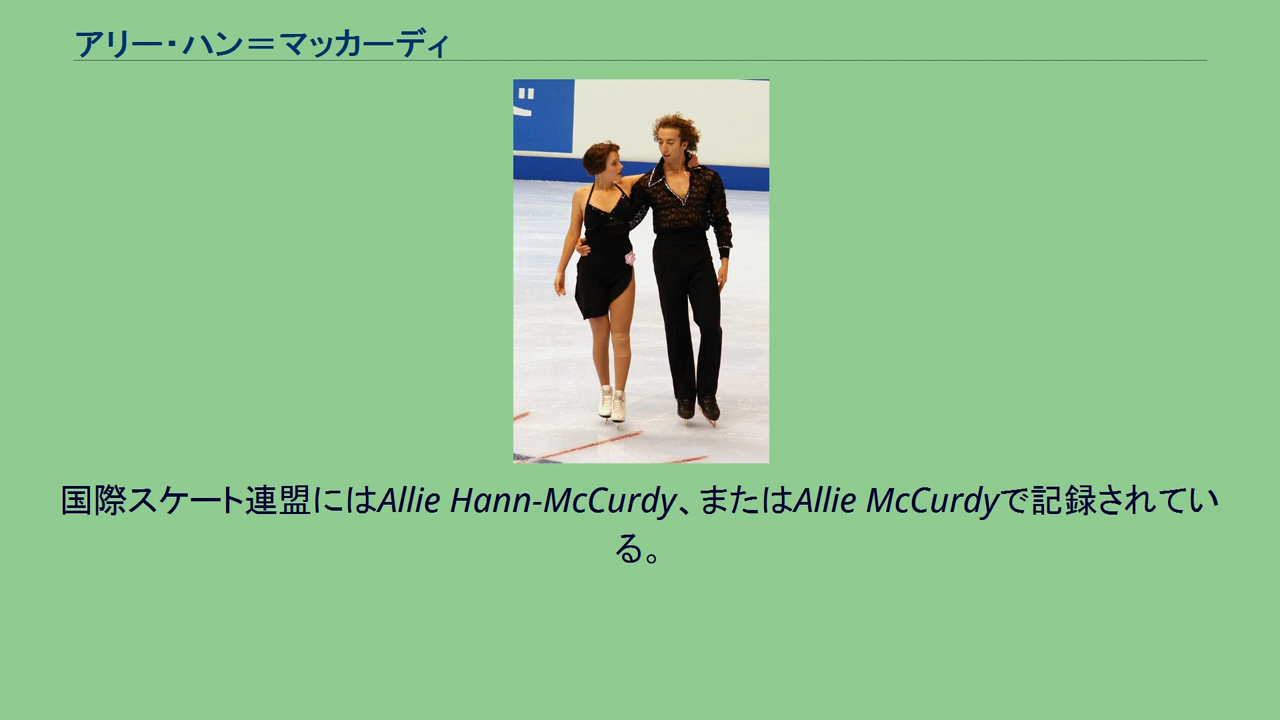 アリー・ハン＝マッカーディ
国際スケート連盟にはAllie Hann-McCurdy、またはAllie McCurdyで記録されてい
る。